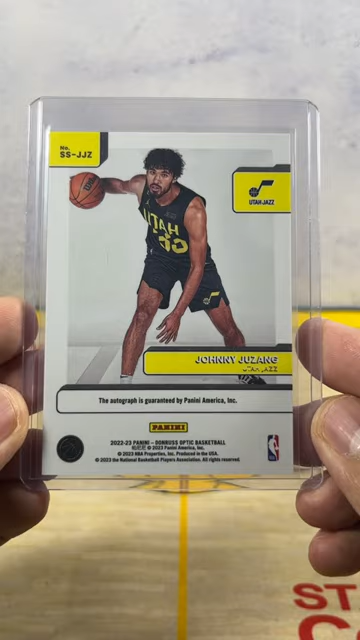 No.
SS-JJZ
UTAH JAZZ
UTAH
JOHNNY JUZANG
UTAH JAZZ
The autograph is guaranteed by Panini America, Inc.
PANINI
2022-23 PANINI – DONRUSS OPTIC BASKETBALL
© 2023 Panini America, Inc.
© 2023 NBA Properties, Inc. Produced in the USA.
© 2023 the National Basketball Players Association. All rights reserved.
ST